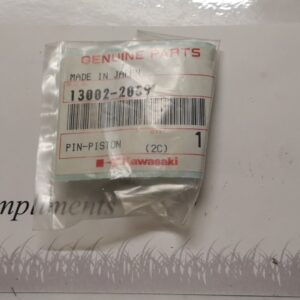 GENUINE PARTS
MADE IN JAPAN
13002-2059
1
PIN-PISTON (2C)
Kawasaki
mpliments